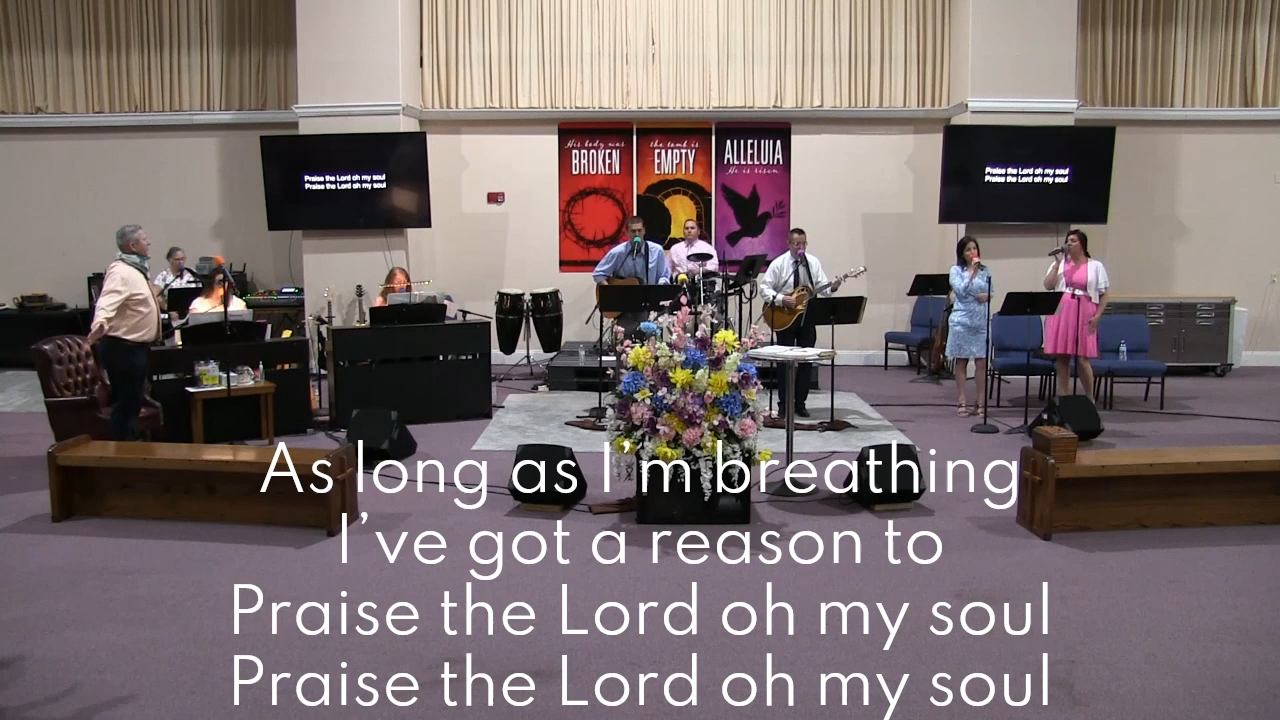 His body was
BROKEN
the tomb is
EMPTY
ALLELUIA
He is risen
Praise the Lord oh my soul
Praise the Lord oh my soul
Praise the Lord oh my soul
Praise the Lord oh my soul
As long as I'm breathing
I've got a reason to
Praise the Lord oh my soul
Praise the Lord oh my soul